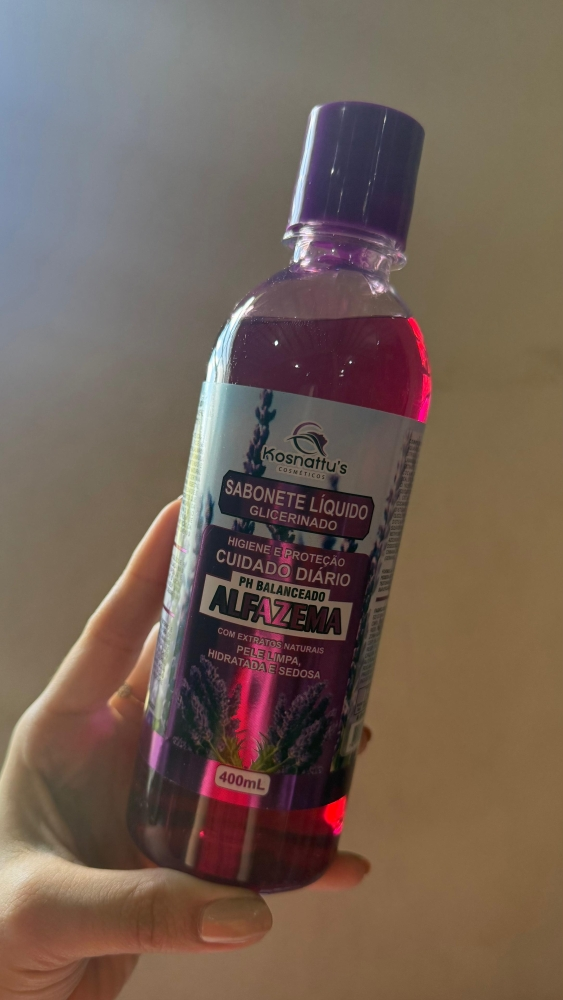 Kosnattu's
COSMÉTICOS
SABONETE LÍQUIDO
GLICERINADO
HIGIENE E PROTEÇÃO
CUIDADO DIÁRIO
PH BALANCEADO
ALFAZEMA
COM EXTRATOS NATURAIS
PELE LIMPA,
HIDRATADA E SEDOSA
400mL